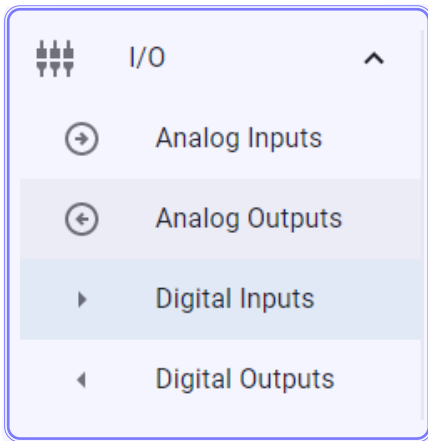 I/O
Analog Inputs
Analog Outputs
Digital Inputs
Digital Outputs